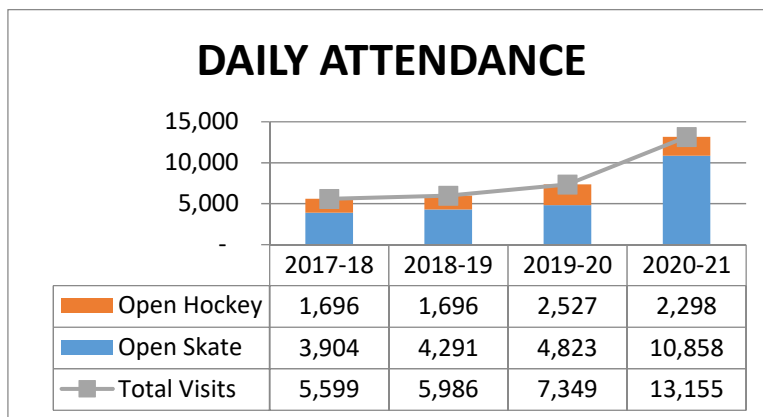 DAILY ATTENDANCE
15,000
10,000
5,000
-
2017-18 2018-19 2019-20 2020-21
Open Hockey 1,696 1,696 2,527 2,298
Open Skate 3,904 4,291 4,823 10,858
Total Visits 5,599 5,986 7,349 13,155